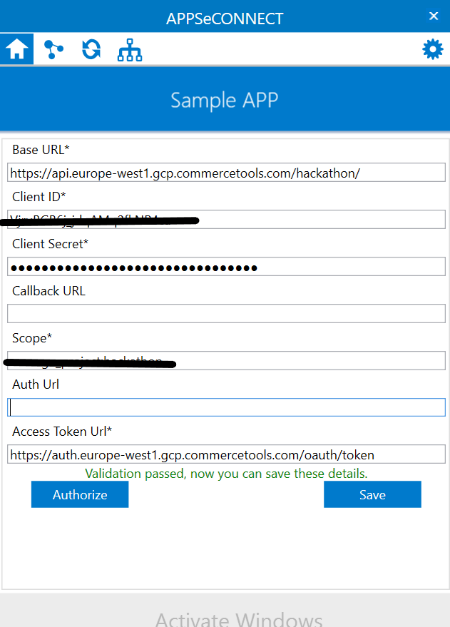 APPSeCONNECT
Sample APP
Base URL*
https://api.europe-west1.gcp.commercetools.com/hackathon/
Client ID*
Client Secret*
●●●●●●●●●●●●●●●●●●●●●●●●●●●●●●●●
Callback URL
Scope*
Auth Url
Access Token Url*
https://auth.europe-west1.gcp.commercetools.com/oauth/token
Validation passed, now you can save these details.
Authorize Save
Activate Windows